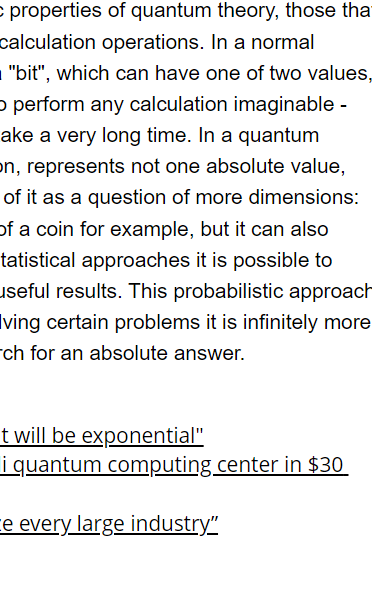 properties of quantum theory, those tha
calculation operations. In a normal
"bit", which can have one of two values,
perform any calculation imaginable -
ake a very long time. In a quantum
on, represents not one absolute value,
of it as a question of more dimensions:
of a coin for example, but it can also
tatistical approaches it is possible to
useful results. This probabilistic approach
lving certain problems it is infinitely more
rch for an absolute answer.
t will be exponential"
li quantum computing center in $30
ze every large industry”